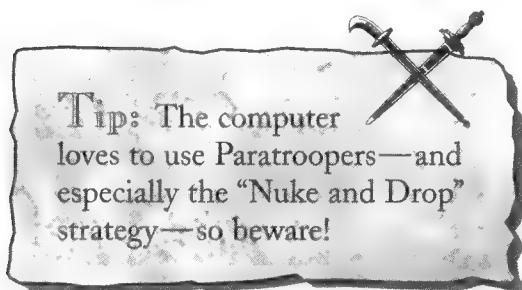 Tip: The computer
loves to use Paratroopers—and
especially the “Nuke and Drop”
strategy—so beware!